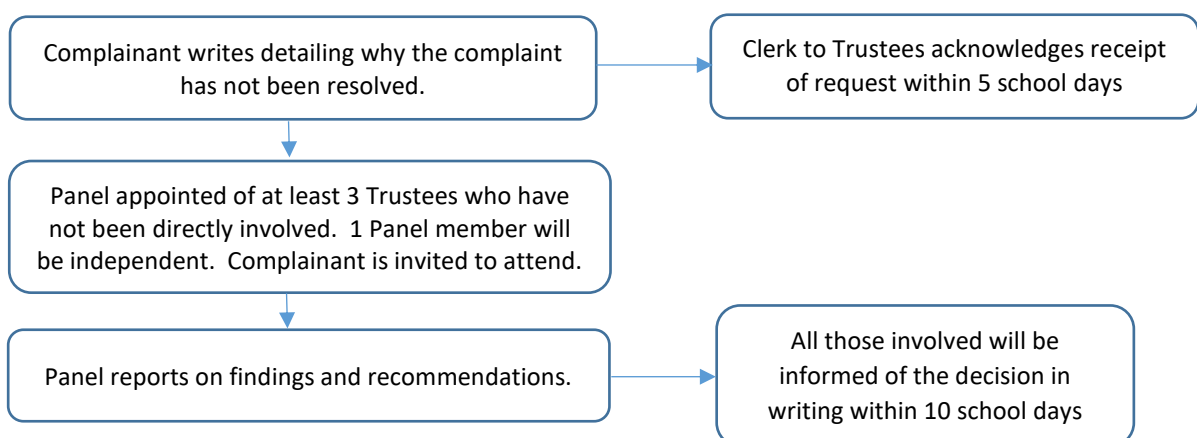 Complainant writes detailing why the complaint
has not been resolved.
Clerk to Trustees acknowledges receipt
of request within 5 school days
Panel appointed of at least 3 Trustees who have
not been directly involved.  1 Panel member will
be independent.  Complainant is invited to attend.
Panel reports on findings and recommendations.
All those involved will be
informed of the decision in
writing within 10 school days